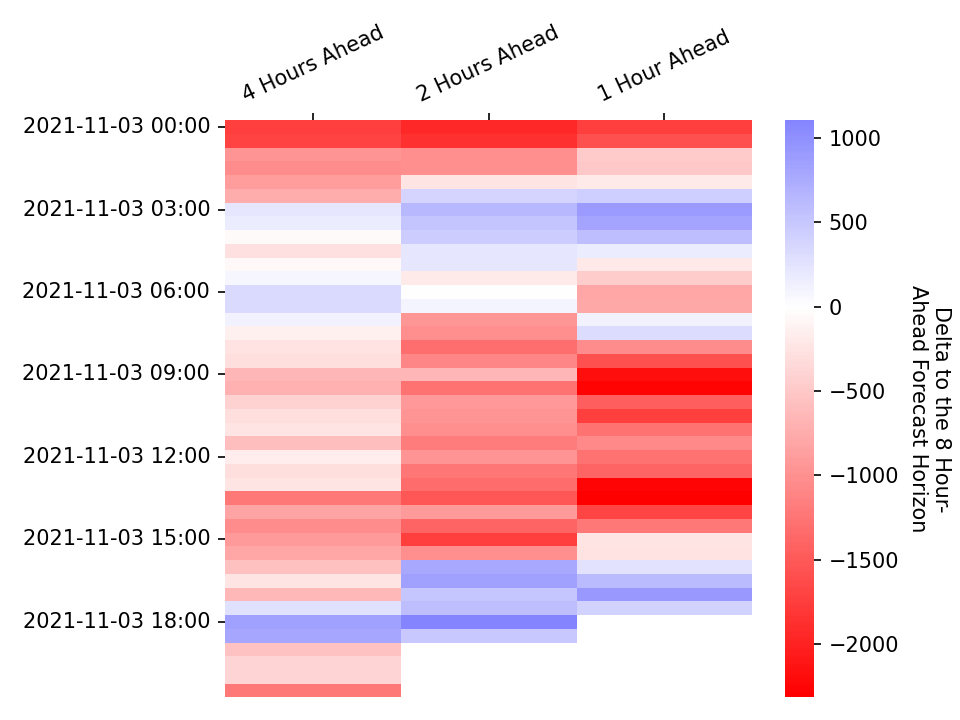 4 Hours Ahead
2 Hours Ahead
1 Hour Ahead
2021-11-03 00:00
2021-11-03 03:00
2021-11-03 06:00
2021-11-03 09:00
2021-11-03 12:00
2021-11-03 15:00
2021-11-03 18:00
1000
500
0
−500
−1000
−1500
−2000
Delta to the 8 Hour-
Ahead Forecast Horizon